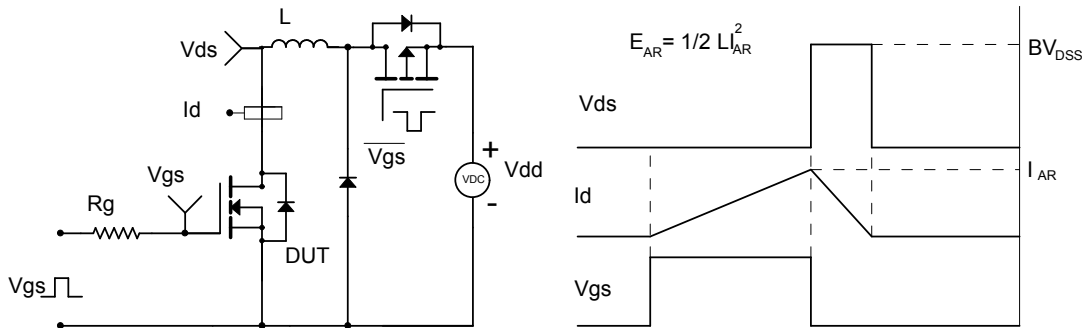 L
Vds
Id
Vgs
Vgs
+
VDC
Vdd
-
Rg
DUT
Vgs
E_AR= 1/2 LI_AR^2
BV_DSS
Vds
I_AR
Id
Vgs